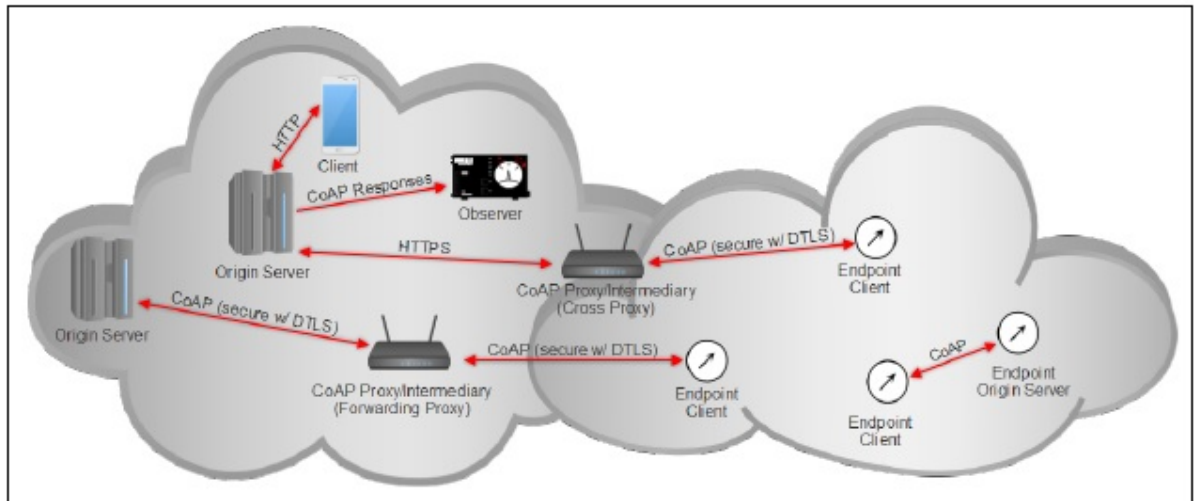 HTTP
Client
CoAP Responses
Observer
Origin Server
HTTPS
CoAP Proxy/Intermediary
(Cross Proxy)
CoAP (secure w/ DTLS)
Endpoint
Client
Origin Server
CoAP (secure w/ DTLS)
CoAP Proxy/Intermediary
(Forwarding Proxy)
CoAP (secure w/ DTLS)
Endpoint
Client
CoAP
Endpoint
Origin Server
Endpoint
Client